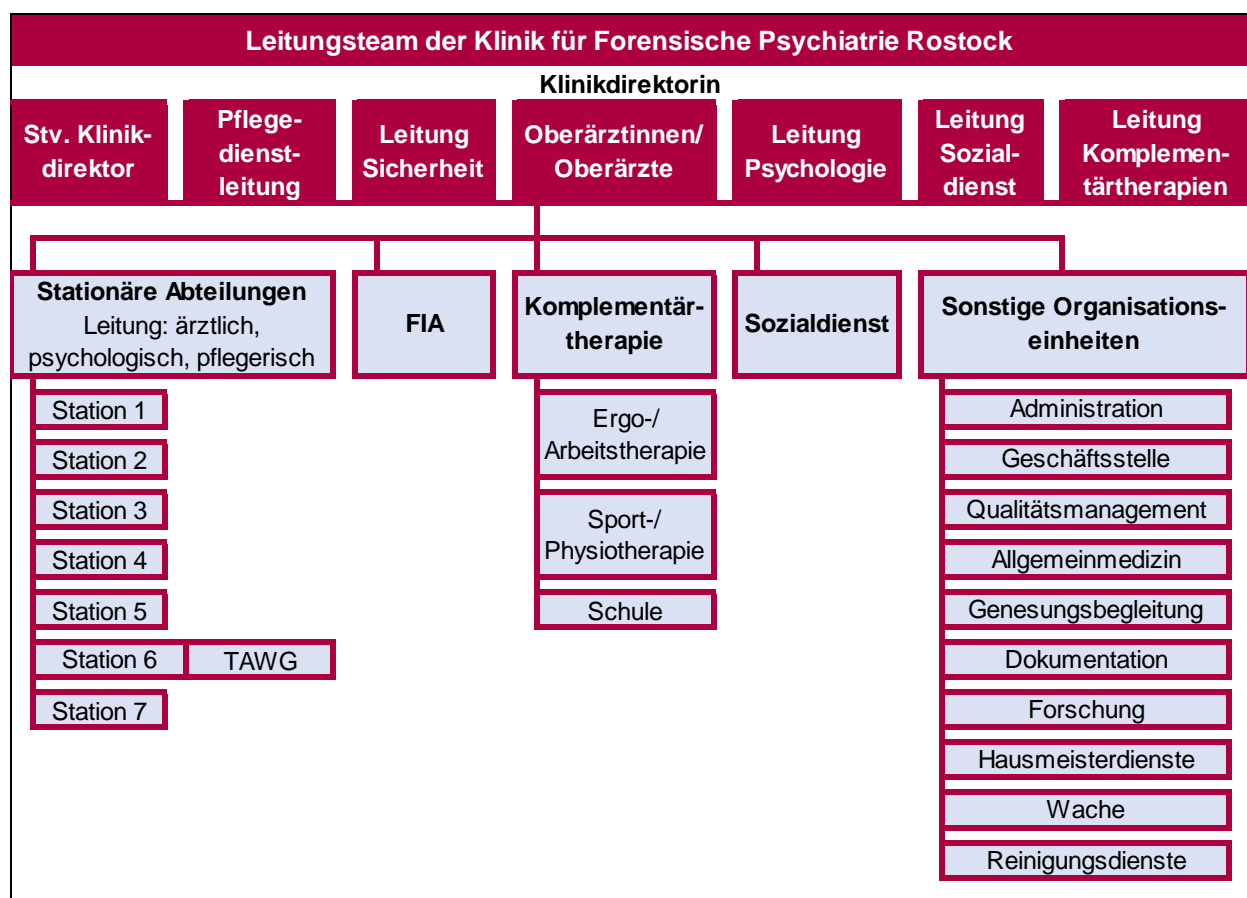 Leitungsteam der Klinik für Forensische Psychiatrie Rostock
Klinikdirektorin
Stv. Klinik-
direktor
Pflege-
dienst-
leitung
Leitung
Sicherheit
Oberärztinnen/
Oberärzte
Leitung
Psychologie
Leitung
Sozial-
dienst
Leitung
Komplemen-
tärtherapien
Stationäre Abteilungen
Leitung: ärztlich,
psychologisch, pflegerisch
FIA
Komplementär-
therapie
Sozialdienst
Sonstige Organisations-
einheiten
Station 1
Station 2
Station 3
Station 4
Station 5
Station 6
TAWG
Station 7
Ergo-/
Arbeitstherapie
Sport-/
Physiotherapie
Schule
Administration
Geschäftsstelle
Qualitätsmanagement
Allgemeinmedizin
Genesungsbegleitung
Dokumentation
Forschung
Hausmeisterdienste
Wache
Reinigungsdienste